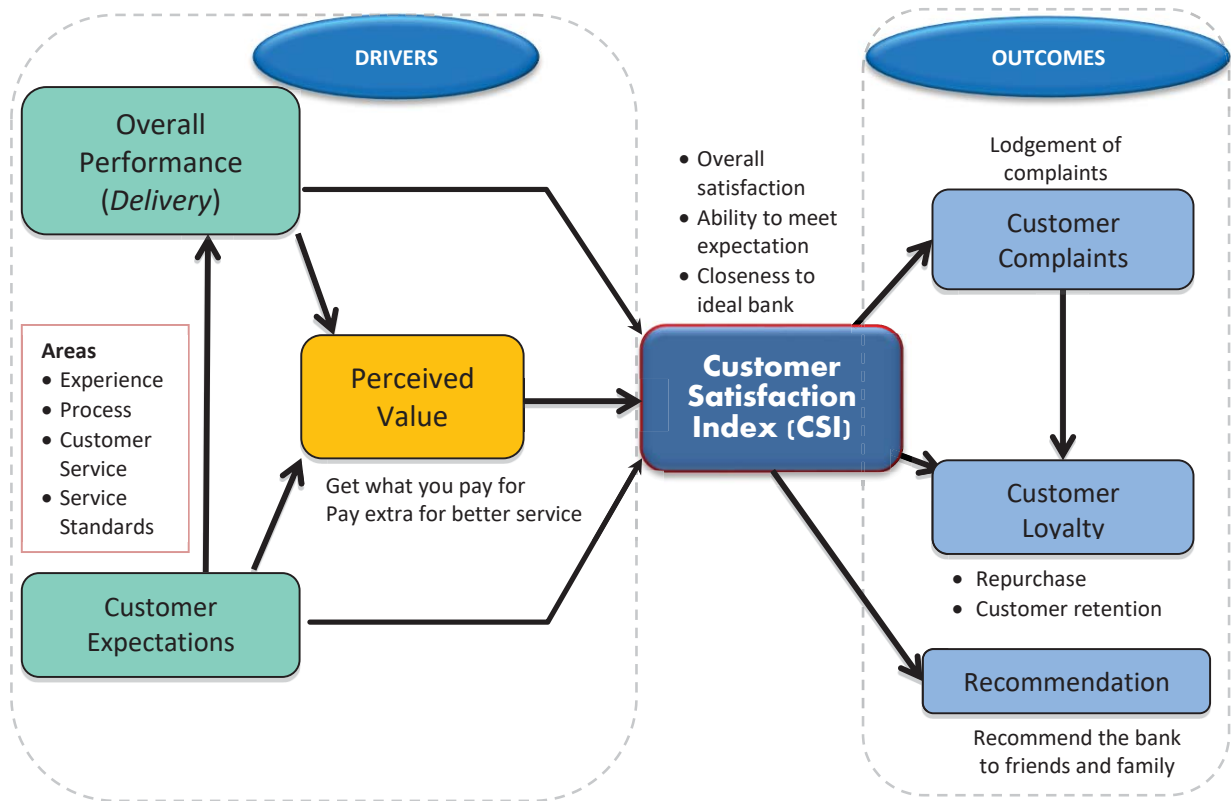 DRIVERS
OUTCOMES
Overall
Performance
(Delivery)
Areas
• Experience
• Process
• Customer
Service
• Service
Standards
Customer
Expectations
Perceived
Value
Get what you pay for
Pay extra for better service
• Overall
satisfaction
• Ability to meet
expectation
• Closeness to
ideal bank
Customer
Satisfaction
Index (CSI)
Lodgement of
complaints
Customer
Complaints
Customer
Loyalty
• Repurchase
• Customer retention
Recommendation
Recommend the bank
to friends and family